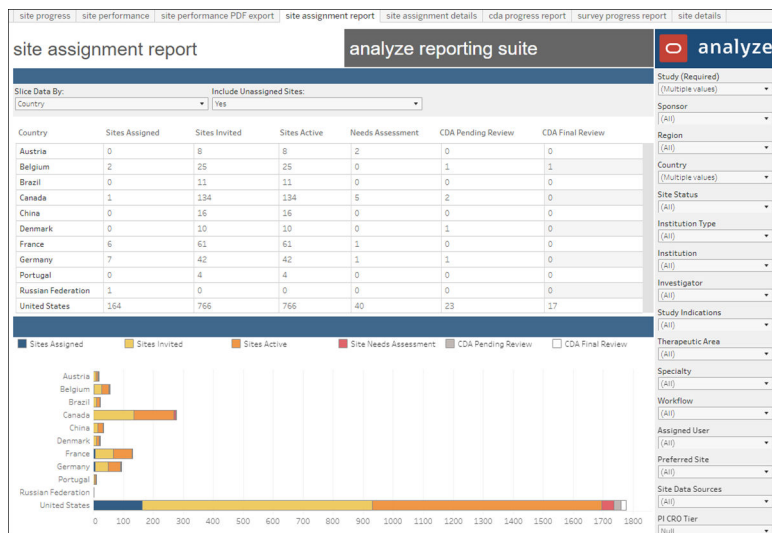 site progress site performance site performance PDF export site assignment report site assignment details cda progress report survey progress report site details
site assignment report
analyze reporting suite
analyze
Slice Data By: Include Unassigned Sites:
Country Yes
Country Sites Assigned Sites Invited Sites Active Needs Assessment CDA Pending Review CDA Final Review
Austria 0 8 8 2 0 0
Belgium 2 25 25 0 1 1
Brazil 0 11 11 0 0 0
Canada 1 134 134 5 2 0
China 0 16 16 0 0 0
Denmark 0 10 10 0 1 0
France 6 61 61 1 0 0
Germany 7 42 42 1 1 0
Portugal 0 4 4 0 0 0
Russian Federation 1 0 0 0 0 0
United States 164 766 766 40 23 17
Sites Assigned Sites Invited Sites Active Site Needs Assessment CDA Pending Review CDA Final Review
Austria
Belgium
Brazil
Canada
China
Denmark
France
Germany
Portugal
Russian Federation
United States
0 100 200 300 400 500 600 700 800 900 1000 1100 1200 1300 1400 1500 1600 1700 1800
Study (Required)
(Multiple values)
Sponsor
(All)
Region
(All)
Country
(Multiple values)
Site Status
(All)
Institution Type
(All)
Institution
(All)
Investigator
(All)
Study Indications
(All)
Therapeutic Area
(All)
Specialty
(All)
Workflow
(All)
Assigned User
(All)
Preferred Site
(All)
Site Data Sources
(All)
PI CRO Tier
Null